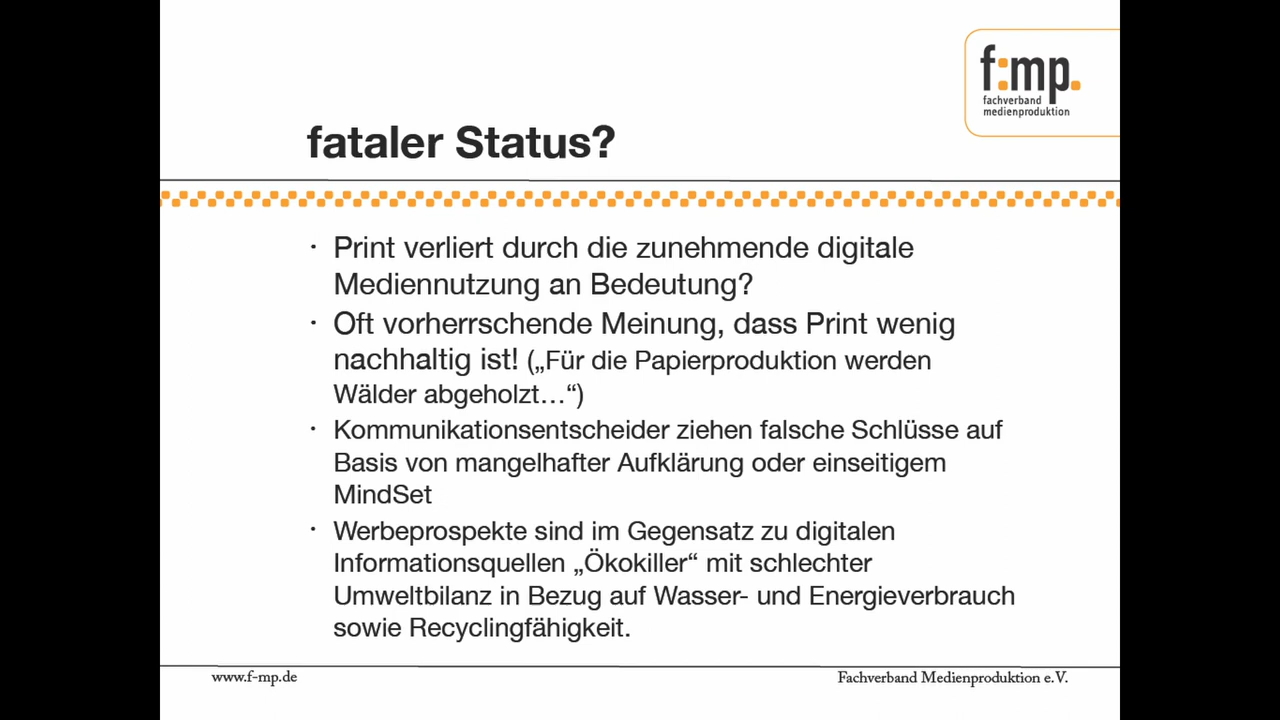 f:mp.
fachverband
medienproduktion
fataler Status?
· Print verliert durch die zunehmende digitale
Mediennutzung an Bedeutung?
· Oft vorherrschende Meinung, dass Print wenig
nachhaltig ist! („Für die Papierproduktion werden
Wälder abgeholzt…“)
· Kommunikationsentscheider ziehen falsche Schlüsse auf
Basis von mangelhafter Aufklärung oder einseitigem
MindSet
· Werbeprospekte sind im Gegensatz zu digitalen
Informationsquellen „Ökokiller“ mit schlechter
Umweltbilanz in Bezug auf Wasser- und Energieverbrauch
sowie Recyclingfähigkeit.
www.f-mp.de
Fachverband Medienproduktion e.V.